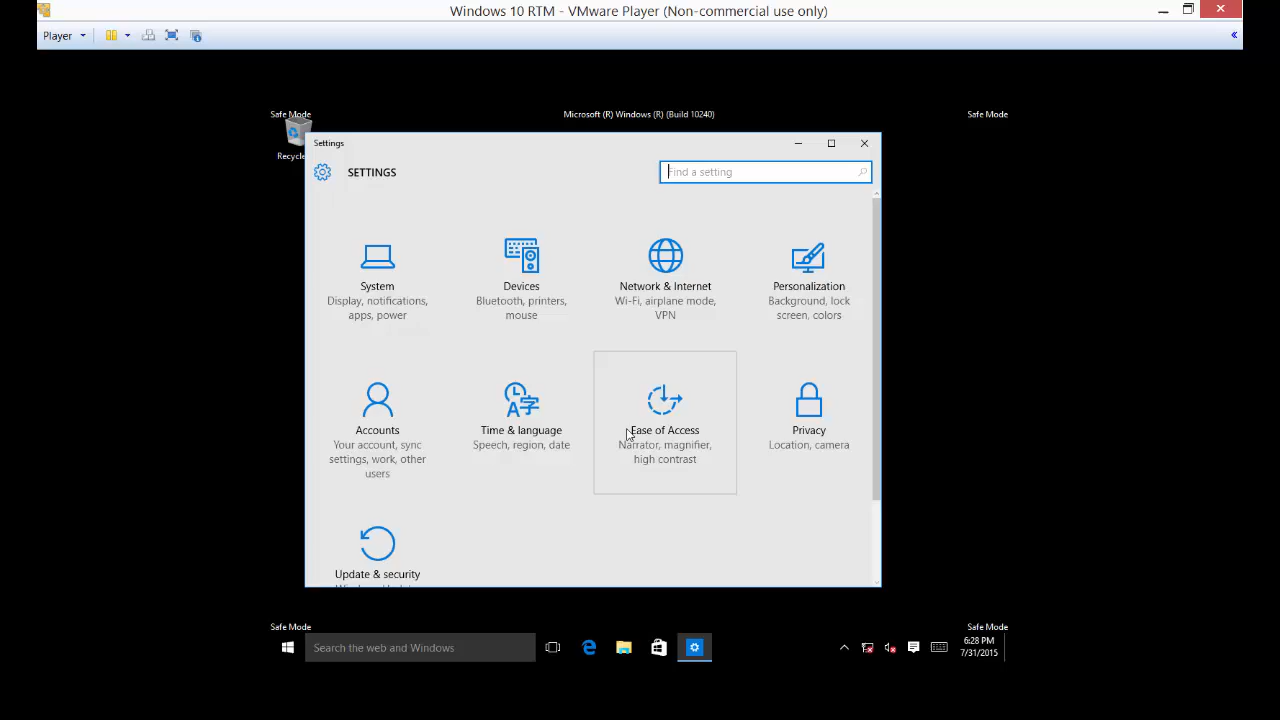 Windows 10 RTM - VMware Player (Non-commercial use only)
Player
Safe Mode
Microsoft (R) Windows (R) (Build 10240)
Safe Mode
Recycle
Settings
SETTINGS
Find a setting
System
Display, notifications,
apps, power
Devices
Bluetooth, printers,
mouse
Network & Internet
Wi-Fi, airplane mode,
VPN
Personalization
Background, lock
screen, colors
Accounts
Your account, sync
settings, work, other
users
Time & language
Speech, region, date
Ease of Access
Narrator, magnifier,
high contrast
Privacy
Location, camera
Update & security
Safe Mode
Safe Mode
Search the web and Windows
6:28 PM
7/31/2015